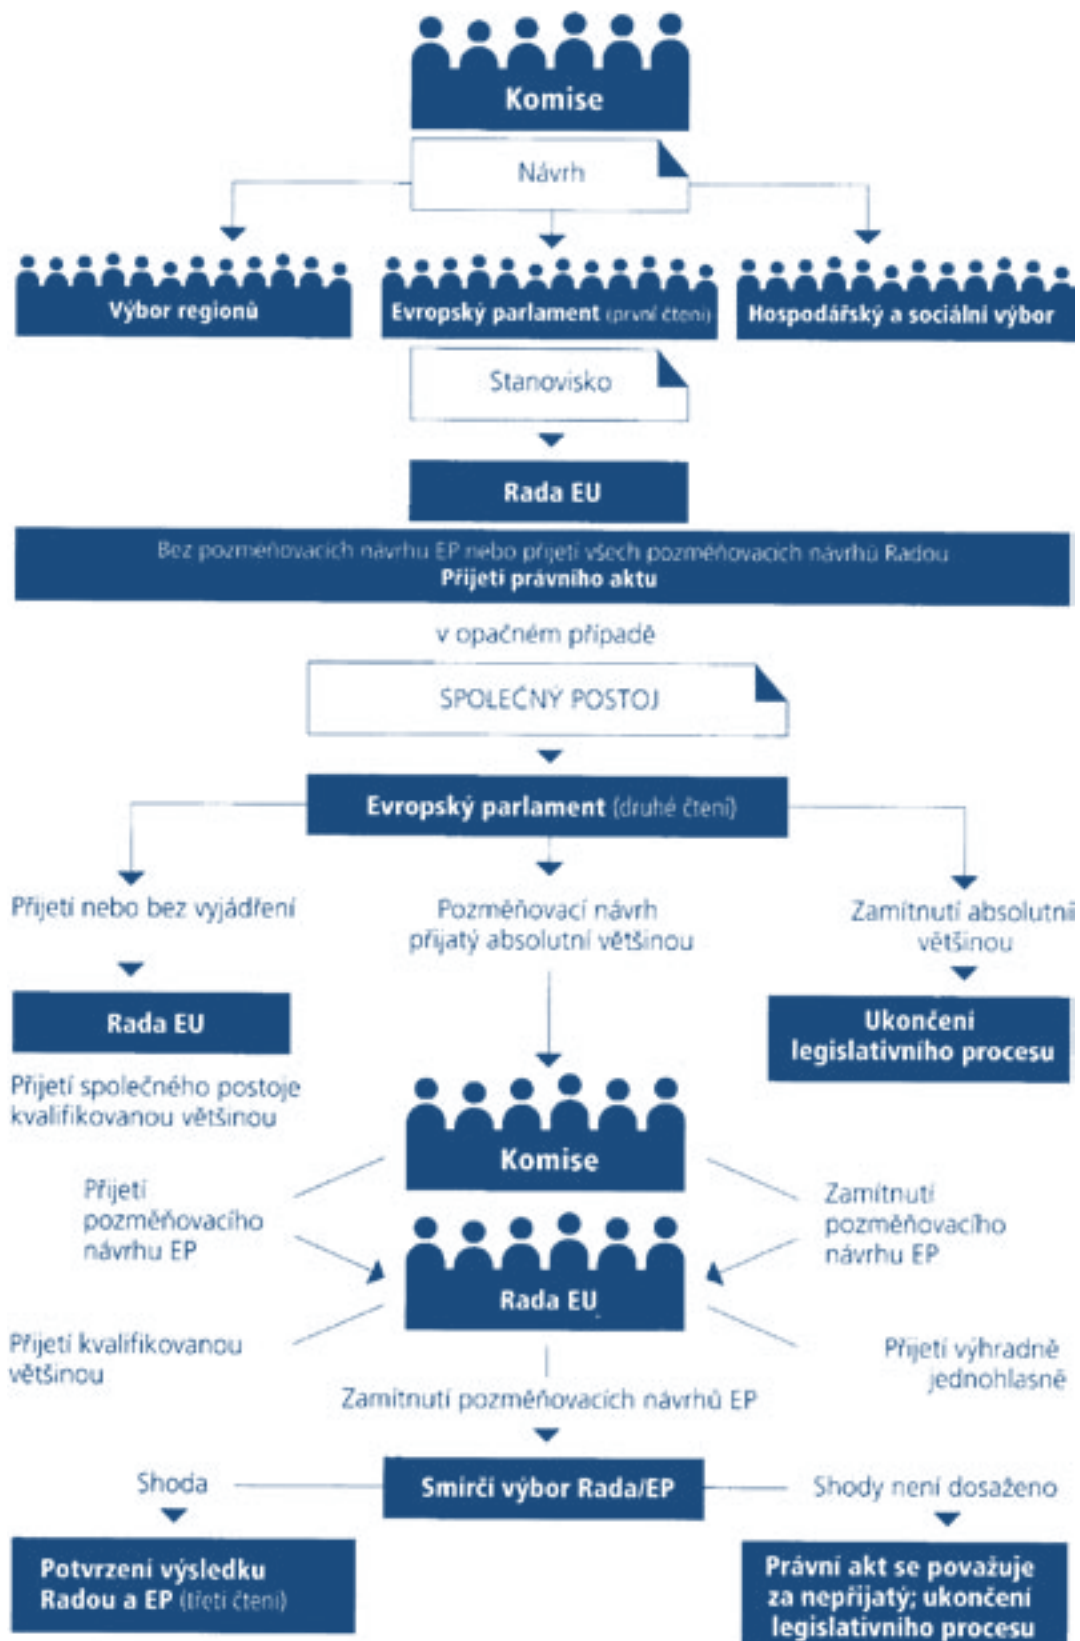 Komise
Návrh
Výbor regionů
Evropský parlament (první čtení)
Hospodářský a sociální výbor
Stanovisko
Rada EU
Bez pozměňovacích návrhu EP nebo přijetí všech pozměňovacích návrhů Radou
Přijetí právního aktu
v opačném případě
SPOLEČNÝ POSTOJ
Evropský parlament (druhé čtení)
Přijetí nebo bez vyjádření
Pozměňovací návrh
přijatý absolutní většinou
Zamítnutí absolutní
většinou
Rada EU
Ukončení
legislativního procesu
Přijetí společného postoje
kvalifikovanou většinou
Komise
Přijetí
pozměňovacího
návrhu EP
Zamítnutí
pozměňovacího
návrhu EP
Rada EU
Přijetí kvalifikovanou
většinou
Přijetí výhradně
jednohlasně
Zamítnutí pozměňovacích návrhů EP
Shoda
Smírčí výbor Rada/EP
Shody není dosaženo
Potvrzení výsledku
Radou a EP (třetí čtení)
Právní akt se považuje
za nepřijatý; ukončení
legislativního procesu